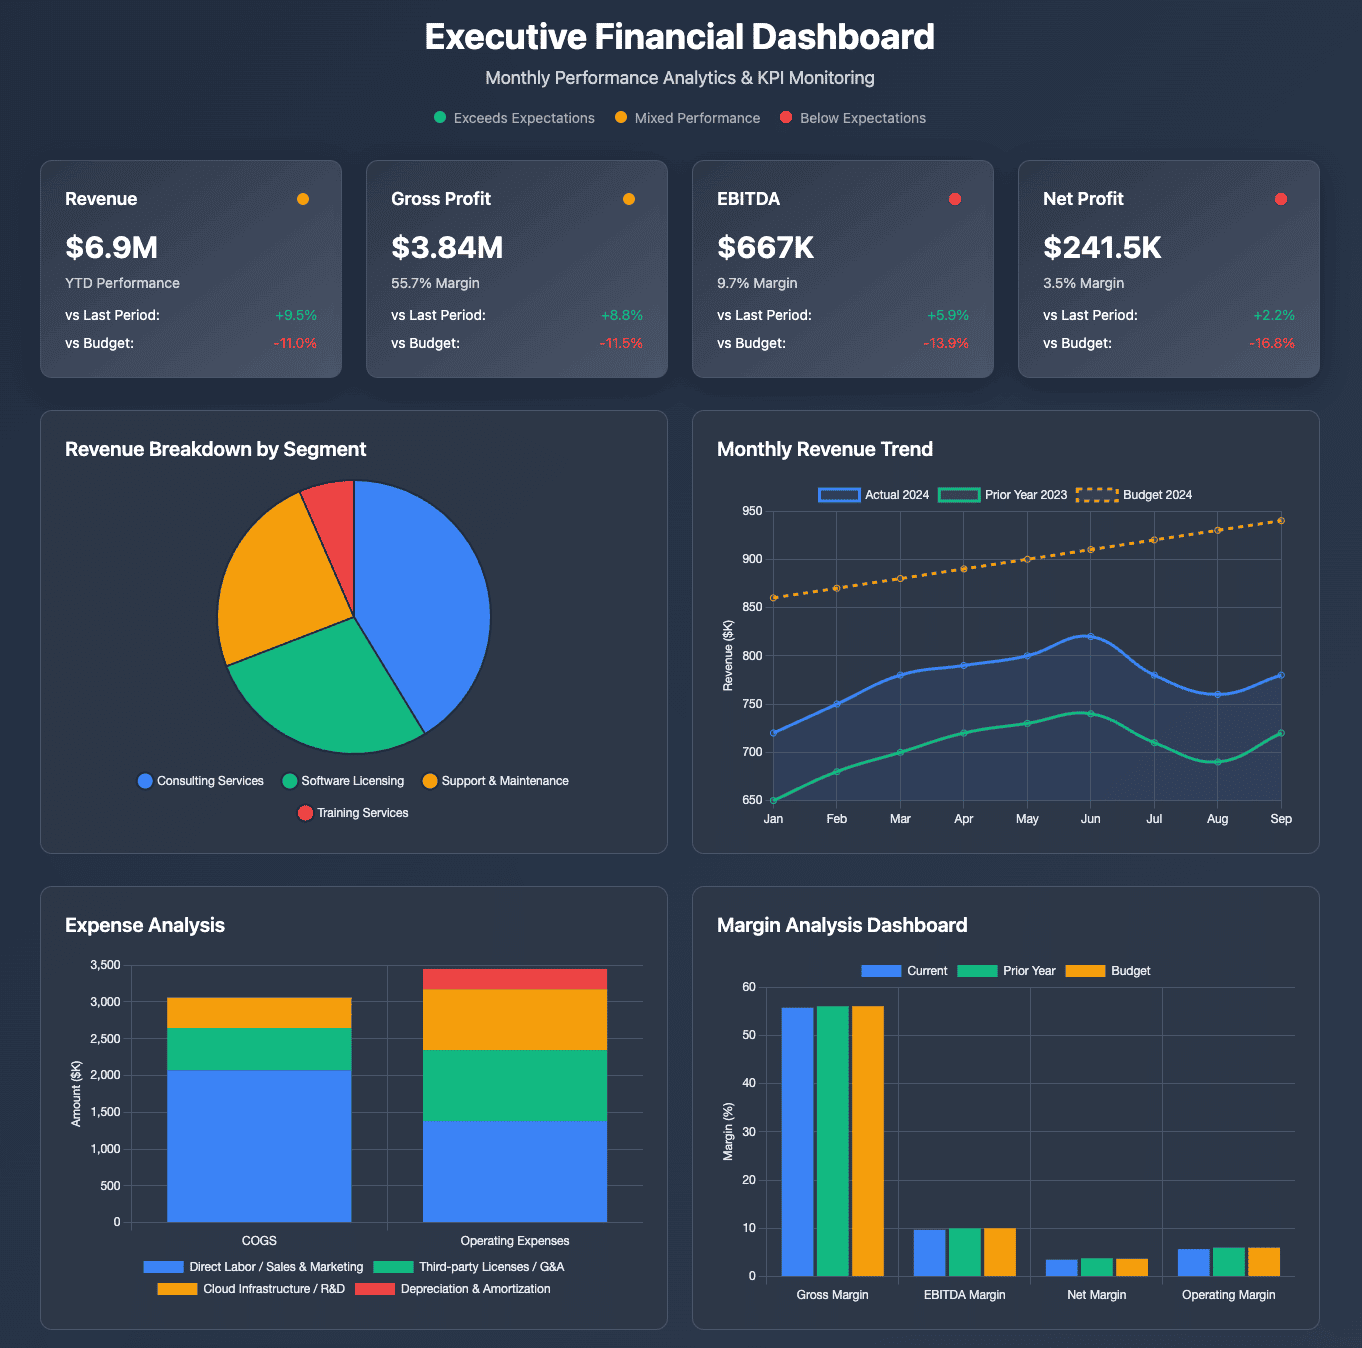 Executive Financial Dashboard
Monthly Performance Analytics & KPI Monitoring
Exceeds Expectations Mixed Performance Below Expectations
Revenue
$6.9M
YTD Performance
vs Last Period: +9.5%
vs Budget: -11.0%
Gross Profit
$3.84M
55.7% Margin
vs Last Period: +8.8%
vs Budget: -11.5%
EBITDA
$667K
9.7% Margin
vs Last Period: +5.9%
vs Budget: -13.9%
Net Profit
$241.5K
3.5% Margin
vs Last Period: +2.2%
vs Budget: -16.8%
Revenue Breakdown by Segment
Consulting Services Software Licensing Support & Maintenance
Training Services
Monthly Revenue Trend
Actual 2024 Prior Year 2023 Budget 2024
Revenue ($K)
950
900
850
800
750
700
650
Jan Feb Mar Apr May Jun Jul Aug Sep
Expense Analysis
Amount ($K)
3,500
3,000
2,500
2,000
1,500
1,000
500
0
COGS Operating Expenses
Direct Labor / Sales & Marketing Third-party Licenses / G&A
Cloud Infrastructure / R&D Depreciation & Amortization
Margin Analysis Dashboard
Current Prior Year Budget
Margin (%)
60
50
40
30
20
10
0
Gross Margin EBITDA Margin Net Margin Operating Margin